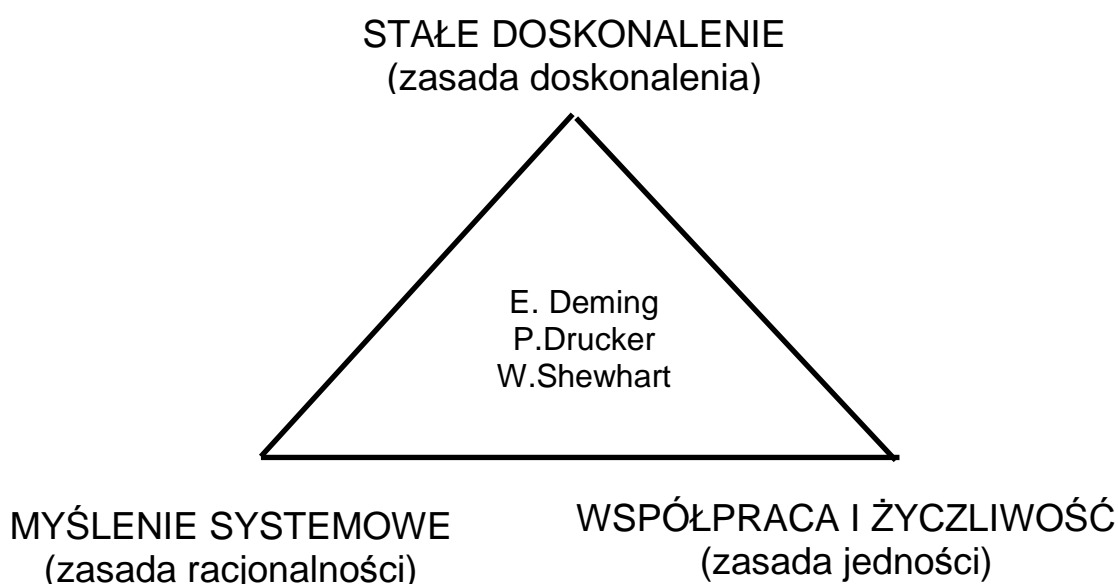 STAŁE DOSKONALENIE
(zasada doskonalenia)
E. Deming
P.Drucker
W.Shewhart
MYŚLENIE SYSTEMOWE
(zasada racjonalności)
WSPÓŁPRACA I ŻYCZLIWOŚĆ
(zasada jedności)